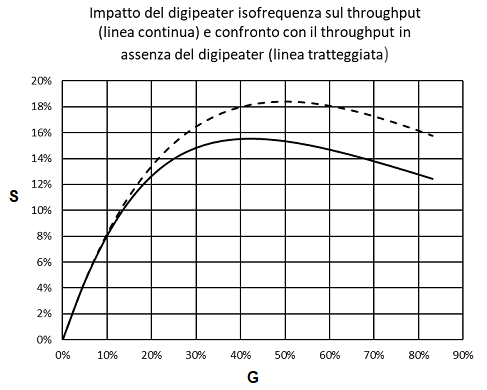 Impatto del digipeater isofrequenza sul throughput
(linea continua) e confronto con il throughput in
assenza del digipeater (linea tratteggiata)
20%
18%
16%
14%
12%
10%
8%
6%
4%
2%
0%
S
0% 10% 20% 30% 40% 50% 60% 70% 80% 90%
G